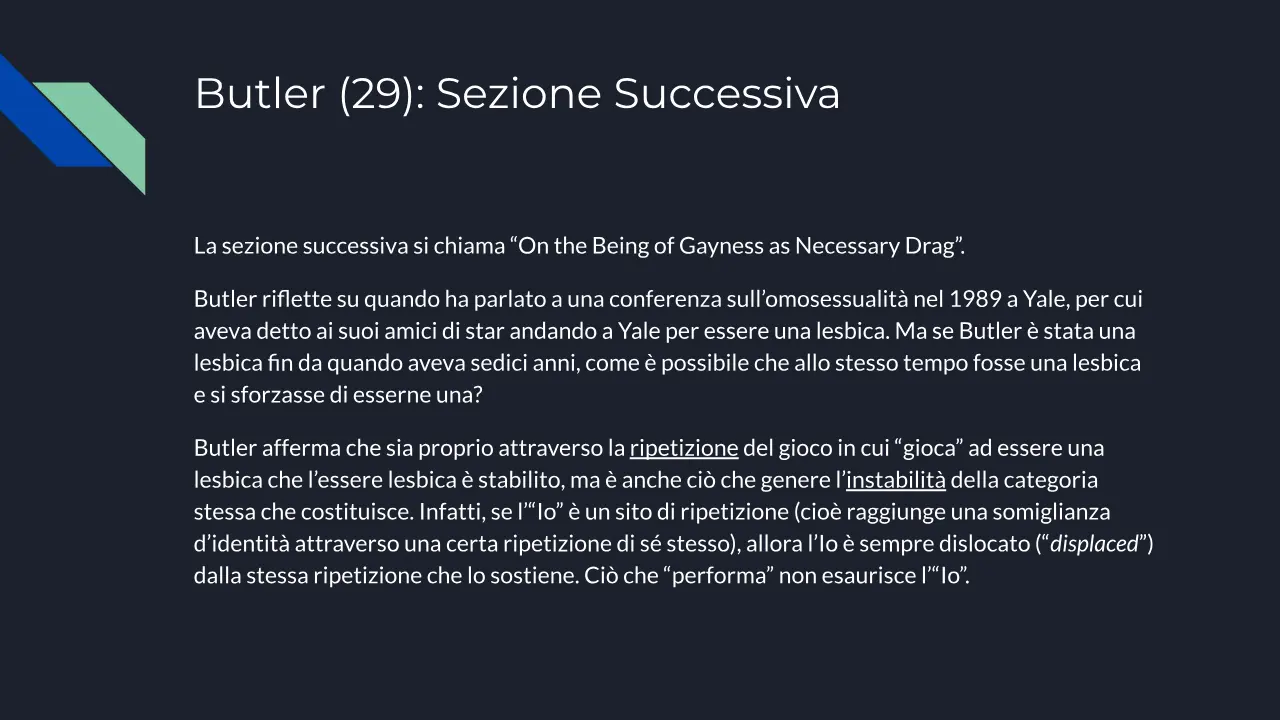 Butler (29): Sezione Successiva
La sezione successiva si chiama “On the Being of Gayness as Necessary Drag”.
Butler riflette su quando ha parlato a una conferenza sull’omosessualità nel 1989 a Yale, per cui
aveva detto ai suoi amici di star andando a Yale per essere una lesbica. Ma se Butler è stata una
lesbica fin da quando aveva sedici anni, come è possibile che allo stesso tempo fosse una lesbica
e si sforzasse di esserne una?
Butler afferma che sia proprio attraverso la ripetizione del gioco in cui “gioca” ad essere una
lesbica che l’essere lesbica è stabilito, ma è anche ciò che genere l’instabilità della categoria
stessa che costituisce. Infatti, se l’“Io” è un sito di ripetizione (cioè raggiunge una somiglianza
d’identità attraverso una certa ripetizione di sé stesso), allora l’Io è sempre dislocato (“displaced”)
dalla stessa ripetizione che lo sostiene. Ciò che “performa” non esaurisce l’“Io”.